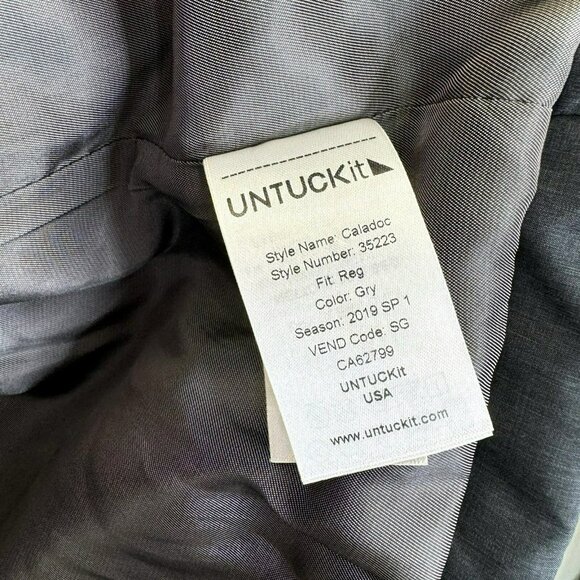 UNTUCKit
Style Name: Caladoc
Style Number: 35223
Fit: Reg
Color: Gry
Season: 2019 SP 1
VEND Code: SG
CA62799
UNTUCKit
USA
www.untuckit.com